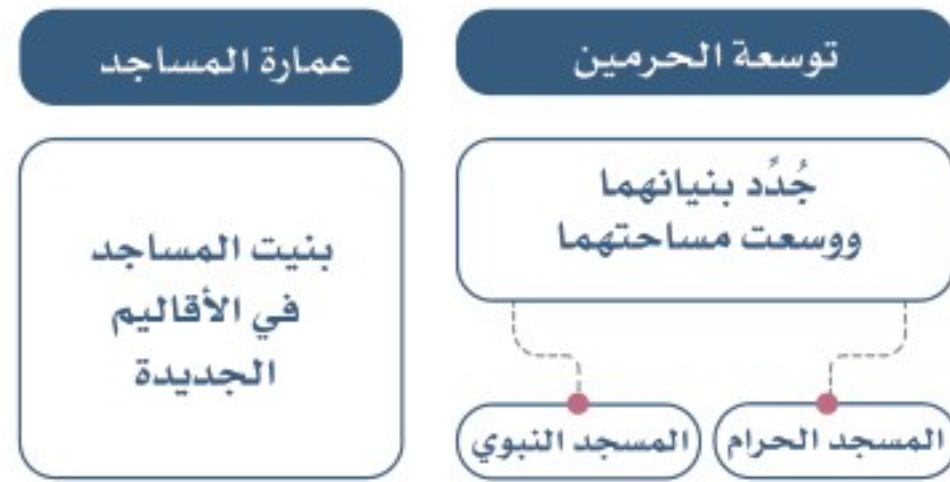 توسعة الحرمين
جُدِّد بنيانهما
ووسعت مساحتهما
المسجد الحرام
المسجد النبوي
عمارة المساجد
بنيت المساجد
في الأقاليم
الجديدة